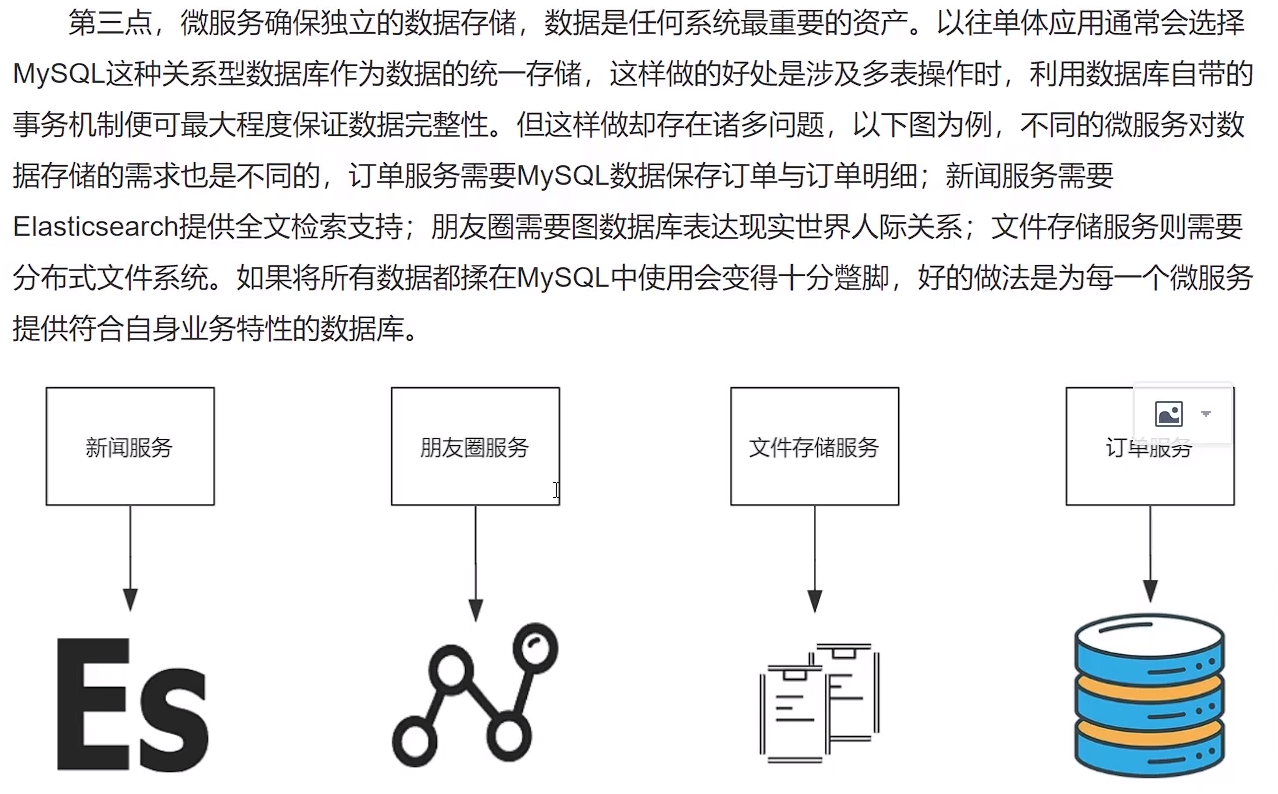 第三点，微服务确保独立的数据存储，数据是任何系统最重要的资产。以往单体应用通常会选择
MySQL这种关系型数据库作为数据的统一存储，这样做的好处是涉及多表操作时，利用数据库自带的
事务机制便可最大程度保证数据完整性。但这样做却存在诸多问题，以下图为例，不同的微服务对数
据存储的需求也是不同的，订单服务需要MySQL数据保存订单与订单明细；新闻服务需要
Elasticsearch提供全文检索支持；朋友圈需要图数据库表达现实世界人际关系；文件存储服务则需要
分布式文件系统。如果将所有数据都揉在MySQL中使用会变得十分蹩脚，好的做法是为每一个微服务
提供符合自身业务特性的数据库。
新闻服务
朋友圈服务
文件存储服务
订单服务
Es